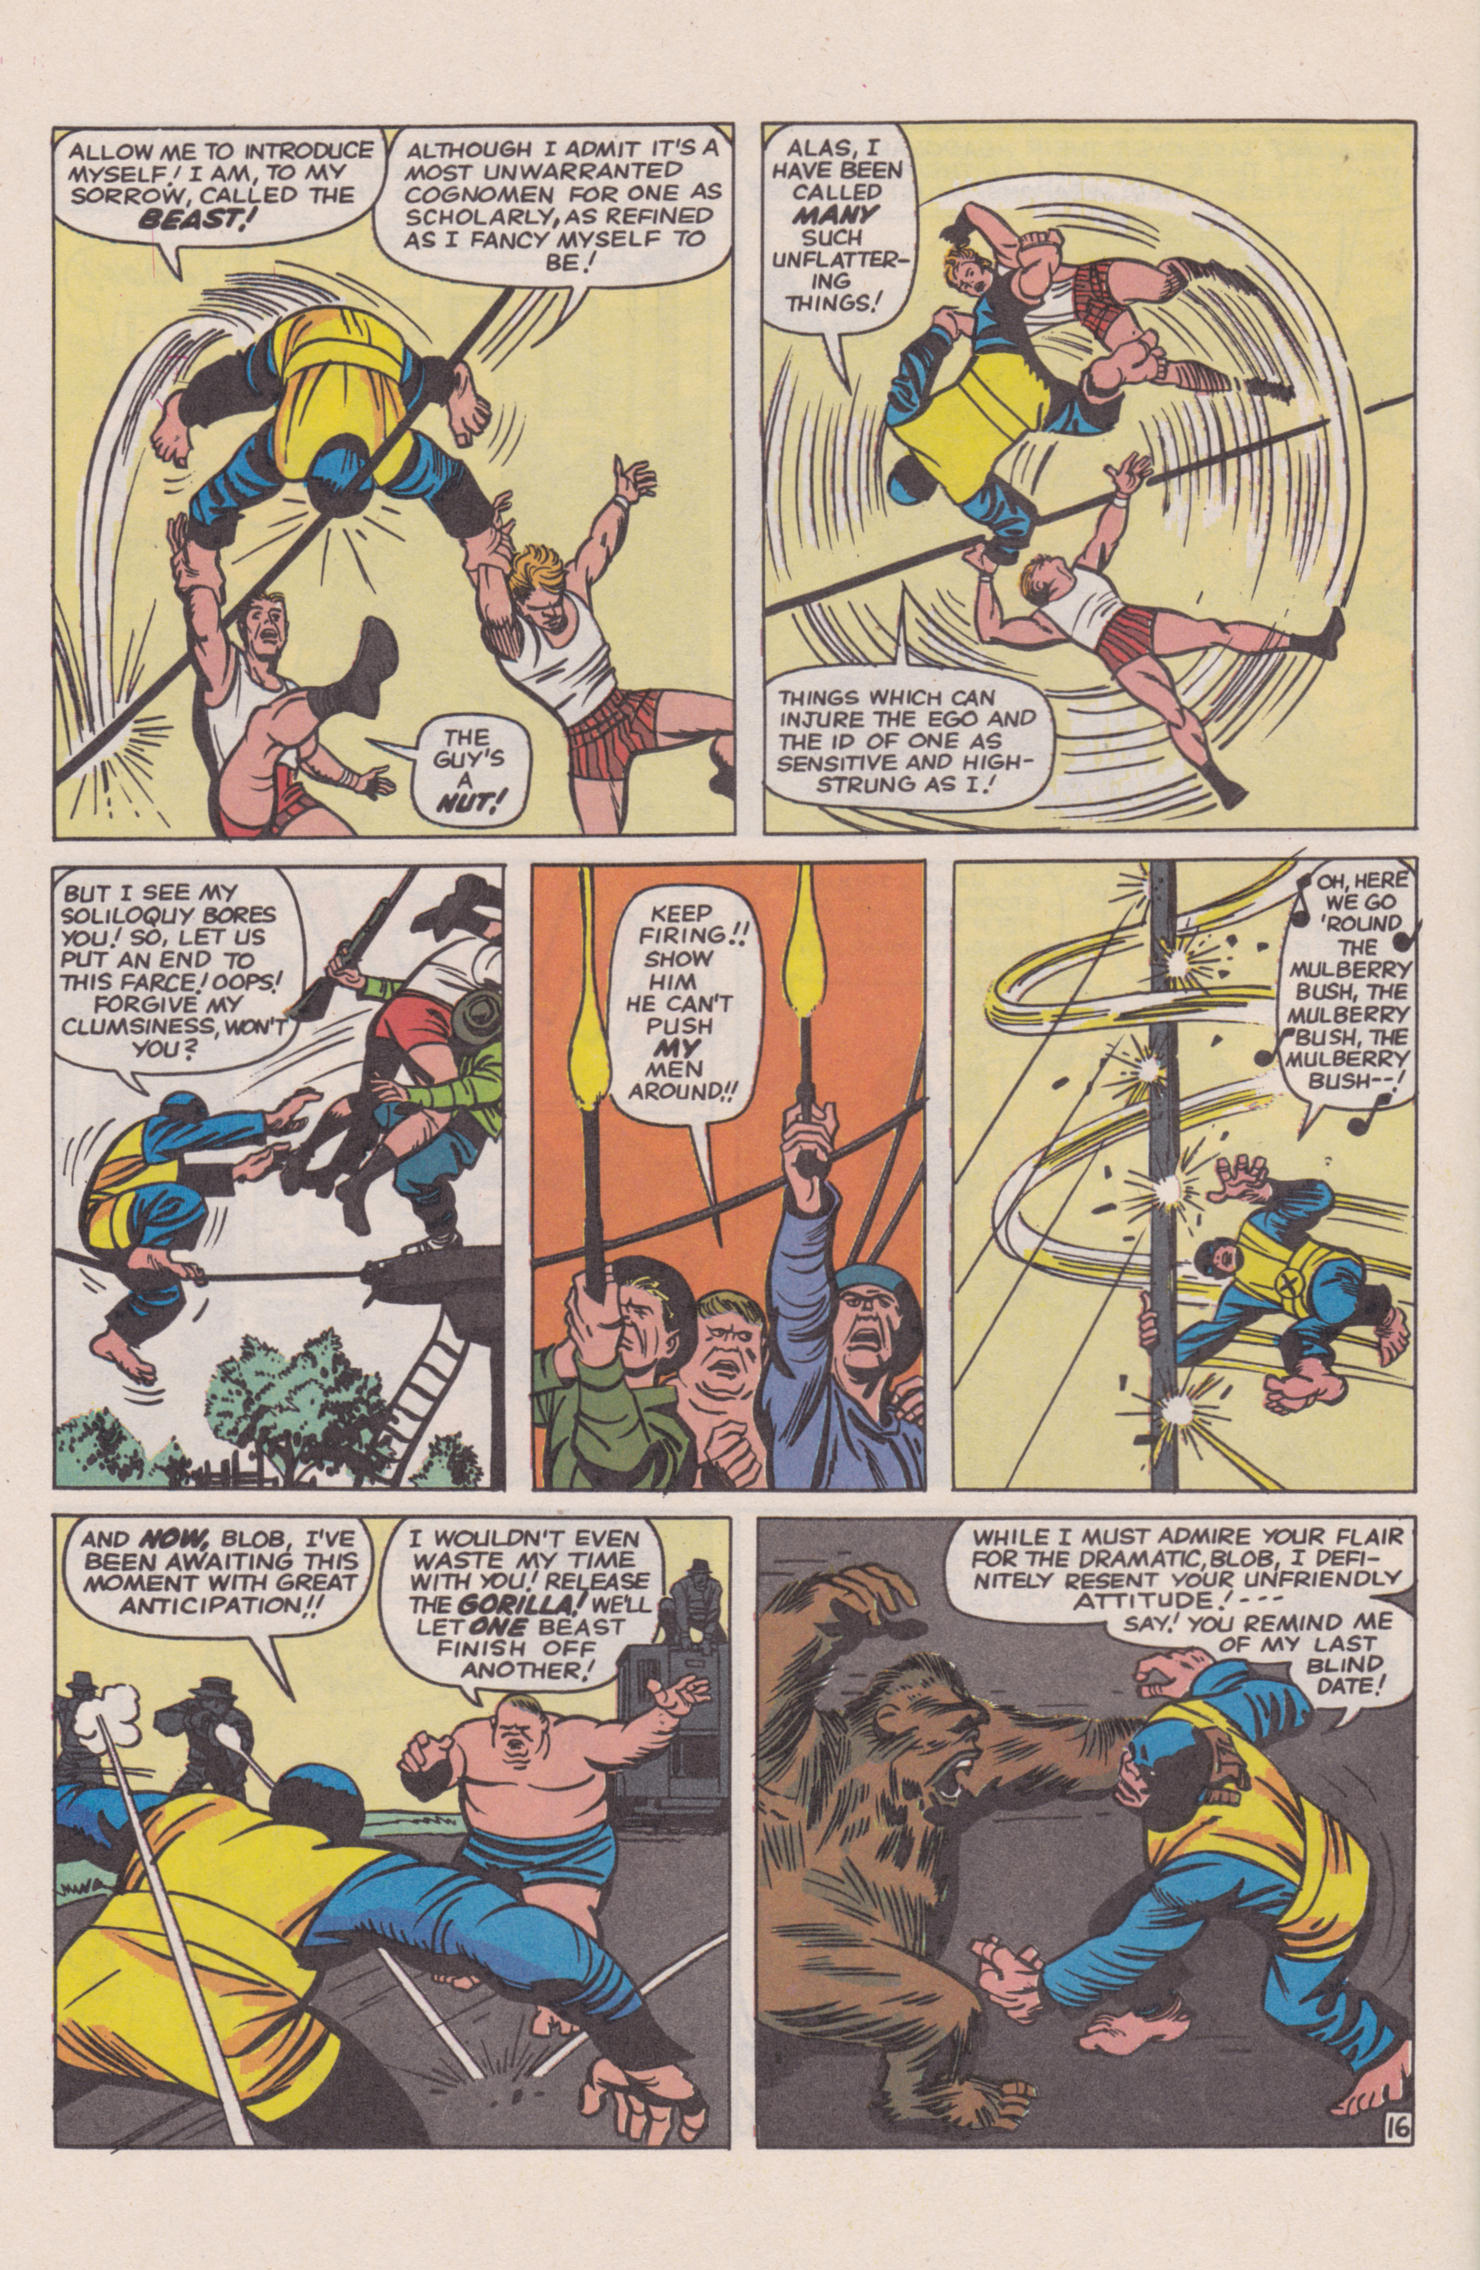 ALLOW ME TO INTRODUCE
MYSELF! I AM, TO MY
SORROW, CALLED THE
BEAST!
ALTHOUGH I ADMIT IT'S A
MOST UNWARRANTED
COGNOMEN FOR ONE AS
SCHOLARLY, AS REFINED
AS I FANCY MYSELF TO
BE!
THE
GUY'S
A
NUT!
ALAS, I
HAVE BEEN
CALLED
MANY
SUCH
UNFLATTER-
ING
THINGS!
THINGS WHICH CAN
INJURE THE EGO AND
THE ID OF ONE AS
SENSITIVE AND HIGH-
STRUNG AS I!
BUT I SEE MY
SOLILOQUY BORES
YOU! SO, LET US
PUT AN END TO
THIS FARCE! OOPS!
FORGIVE MY
CLUMSINESS, WON'T
YOU?
KEEP
FIRING!!
SHOW
HIM
HE CAN'T
PUSH
MY
MEN
AROUND!!
OH, HERE
WE GO
'ROUND
THE
MULBERRY
BUSH, THE
MULBERRY
BUSH, THE
MULBERRY
BUSH--!
AND NOW, BLOB, I'VE
BEEN AWAITING THIS
MOMENT WITH GREAT
ANTICIPATION!!
I WOULDN'T EVEN
WASTE MY TIME
WITH YOU! RELEASE
THE GORILLA! WE'LL
LET ONE BEAST
FINISH OFF
ANOTHER!
WHILE I MUST ADMIRE YOUR FLAIR
FOR THE DRAMATIC, BLOB, I DEFI-
NITELY RESENT YOUR UNFRIENDLY
ATTITUDE!----
SAY! YOU REMIND ME
OF MY LAST
BLIND
DATE!
16